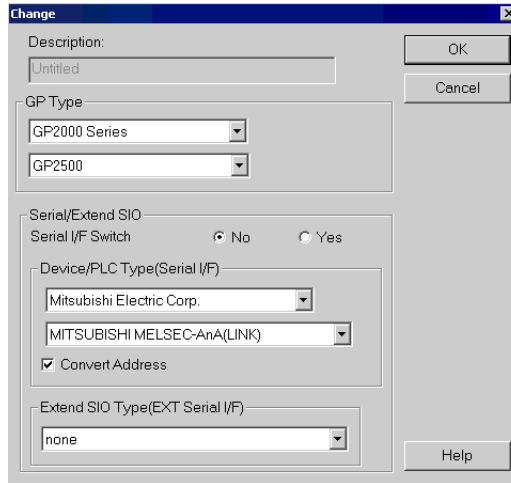 Change
Description:
OK
Untitled
Cancel
GP Type
GP2000 Series
GP2500
Serial/Extend SIO
Serial I/F Switch No Yes
Device/PLC Type(Serial I/F)
Mitsubishi Electric Corp.
MITSUBISHI MELSEC-AnA(LINK)
Convert Address
Extend SIO Type(EXT Serial I/F)
none
Help